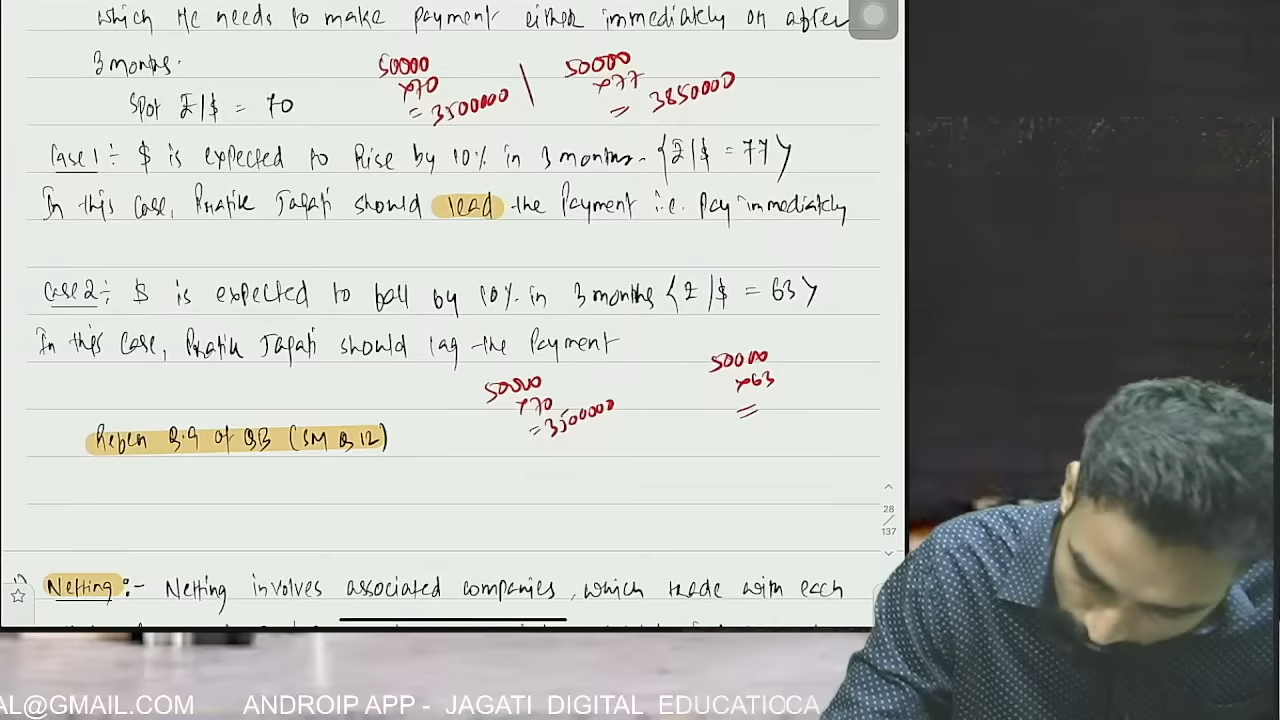 which He needs to make payment either immediately or after
3 months.
50000
×70
= 3500000
50000
×77
= 3850000
Spot ₹/$ = 70
Case 1 :- $ is expected to Rise by 10% in 3 months. {₹/$ = 77}
In this case, Pratik Jagati should lead the Payment i.e. Pay immediately
Case 2 :- $ is expected to fall by 10% in 3 months {₹/$ = 63}
In this case, Pratik Jagati should lag the Payment
50000
×70
= 3500000
50000
×63
=
Refer Q.9 of QB (SM Q 12)
28
/
137
Netting :- Netting involves associated companies, which trade with each
AL@GMAIL.COM ANDROIP APP - JAGATI DIGITAL EDUCATIOCA